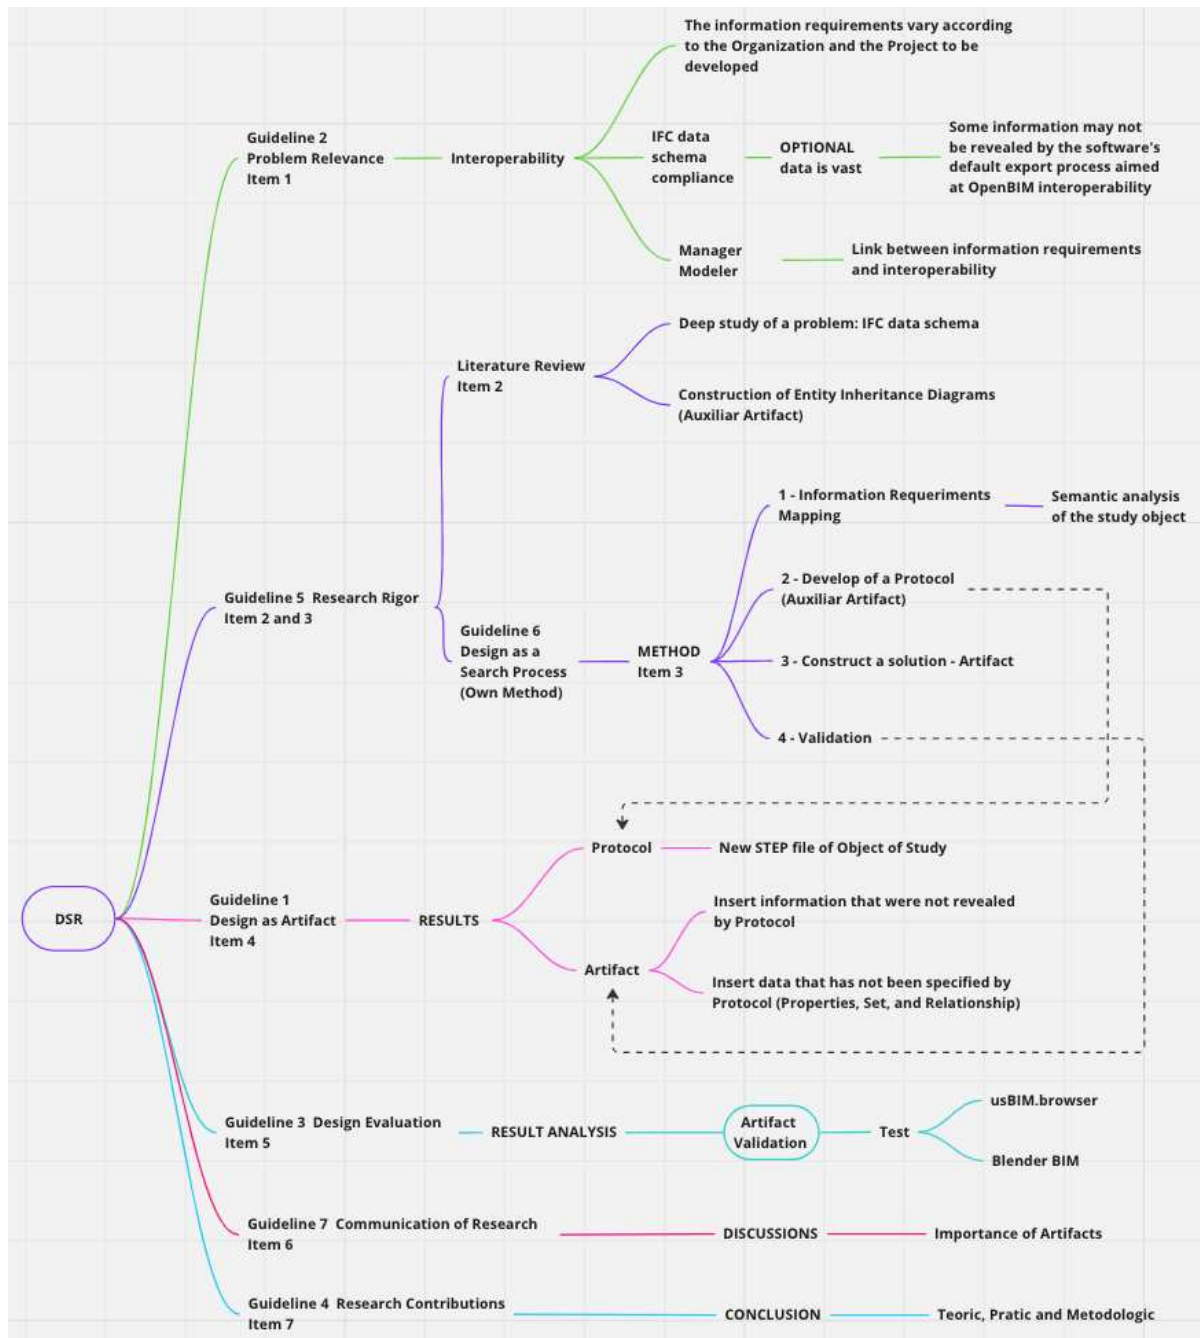 The information requirements vary according
to the Organization and the Project to be
developed
Guideline 2
Problem Relevance
Item 1
Interoperability
IFC data
schema
compliance
OPTIONAL
data is vast
Some information may not
be revealed by the software's
default export process aimed
at OpenBIM interoperability
Manager
Modeler
Link between information requirements
and interoperability
Guideline 5 Research Rigor
Item 2 and 3
Literature Review
Item 2
Deep study of a problem: IFC data schema
Construction of Entity Inheritance Diagrams
(Auxiliar Artifact)
Guideline 6
Design as a
Search Process
(Own Method)
METHOD
Item 3
1 - Information Requeriments
Mapping
Semantic analysis
of the study object
2 - Develop of a Protocol
(Auxiliar Artifact)
3 - Construct a solution - Artifact
4 - Validation
DSR
Guideline 1
Design as Artifact
Item 4
RESULTS
Protocol
New STEP file of Object of Study
Artifact
Insert information that were not revealed
by Protocol
Insert data that has not been specified by
Protocol (Properties, Set, and Relationship)
Guideline 3 Design Evaluation
Item 5
RESULT ANALYSIS
Artifact
Validation
Test
usBIM.browser
Blender BIM
Guideline 7 Communication of Research
Item 6
DISCUSSIONS
Importance of Artifacts
Guideline 4 Research Contributions
Item 7
CONCLUSION
Teoric, Pratic and Metodologic